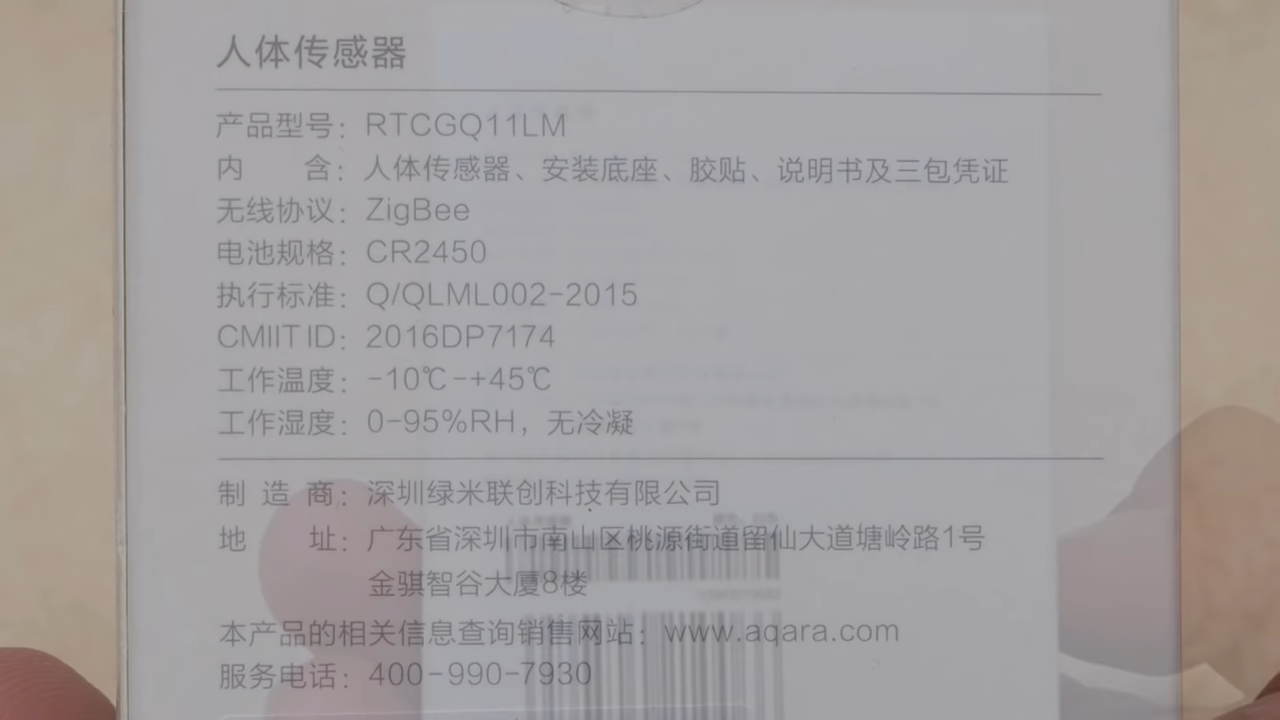 人体传感器
产品型号：RTCGQ11LM
内　　含：人体传感器、安装底座、胶贴、说明书及三包凭证
无线协议：ZigBee
电池规格：CR2450
执行标准：Q/QLML002-2015
CMIIT ID：2016DP7174
工作温度：-10℃-+45℃
工作湿度：0-95%RH，无冷凝
制 造 商：深圳绿米联创科技有限公司
地　　址：广东省深圳市南山区桃源街道留仙大道塘岭路1号
金骐智谷大厦8楼
本产品的相关信息查询销售网站：www.aqara.com
服务电话：400-990-7930